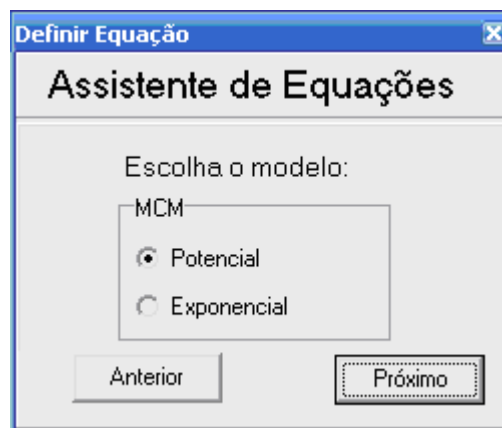 Definir Equação
Assistente de Equações
Escolha o modelo:
MCM
Potencial
Exponencial
Anterior Próximo